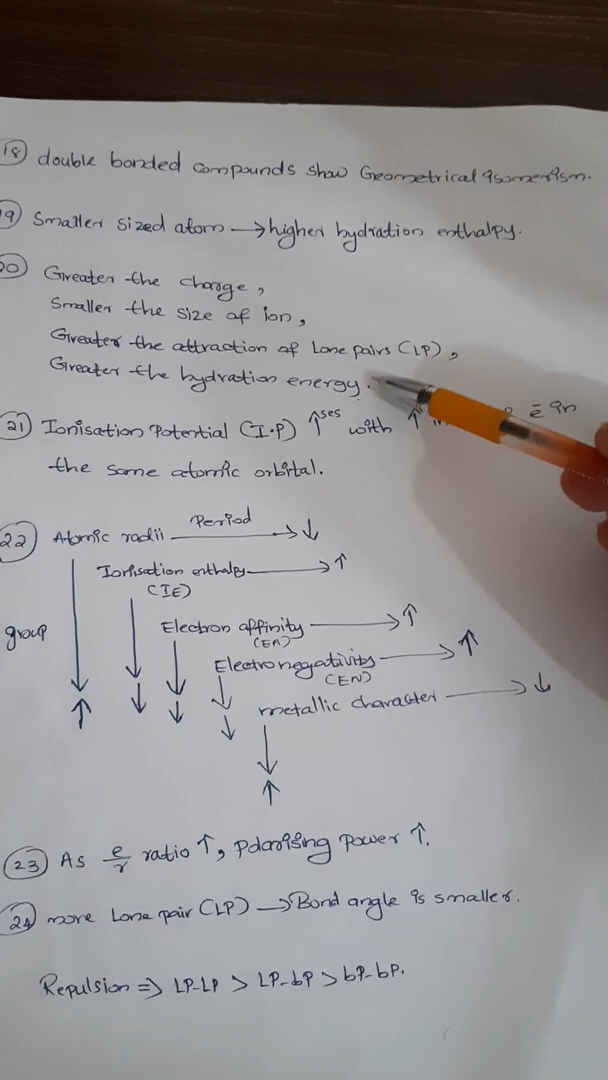 18 double bonded compounds show Geometrical isomerism.
19 Smaller sized atom → higher hydration enthalpy.
20 Greater the charge,
Smaller the size of ion,
Greater the attraction of Lone pairs (LP),
Greater the hydration energy.
21 Ionisation Potential (I.P) ↑ses with ↑ in ē in
the same atomic orbital.
22 Atomic radii Period → ↓
Ionisation enthalpy → ↑
(IE)
group
Electron affinity → ↑
(EA)
Electronegativity → ↑
(EN)
metallic character → ↓
↑ ↓ ↓ ↓ ↑
23 As e/r ratio ↑, Polarising power ↑.
24 more Lone pair (LP) → Bond angle is smaller.
Repulsion ⇒ LP-LP > LP-bP > bP-bP.